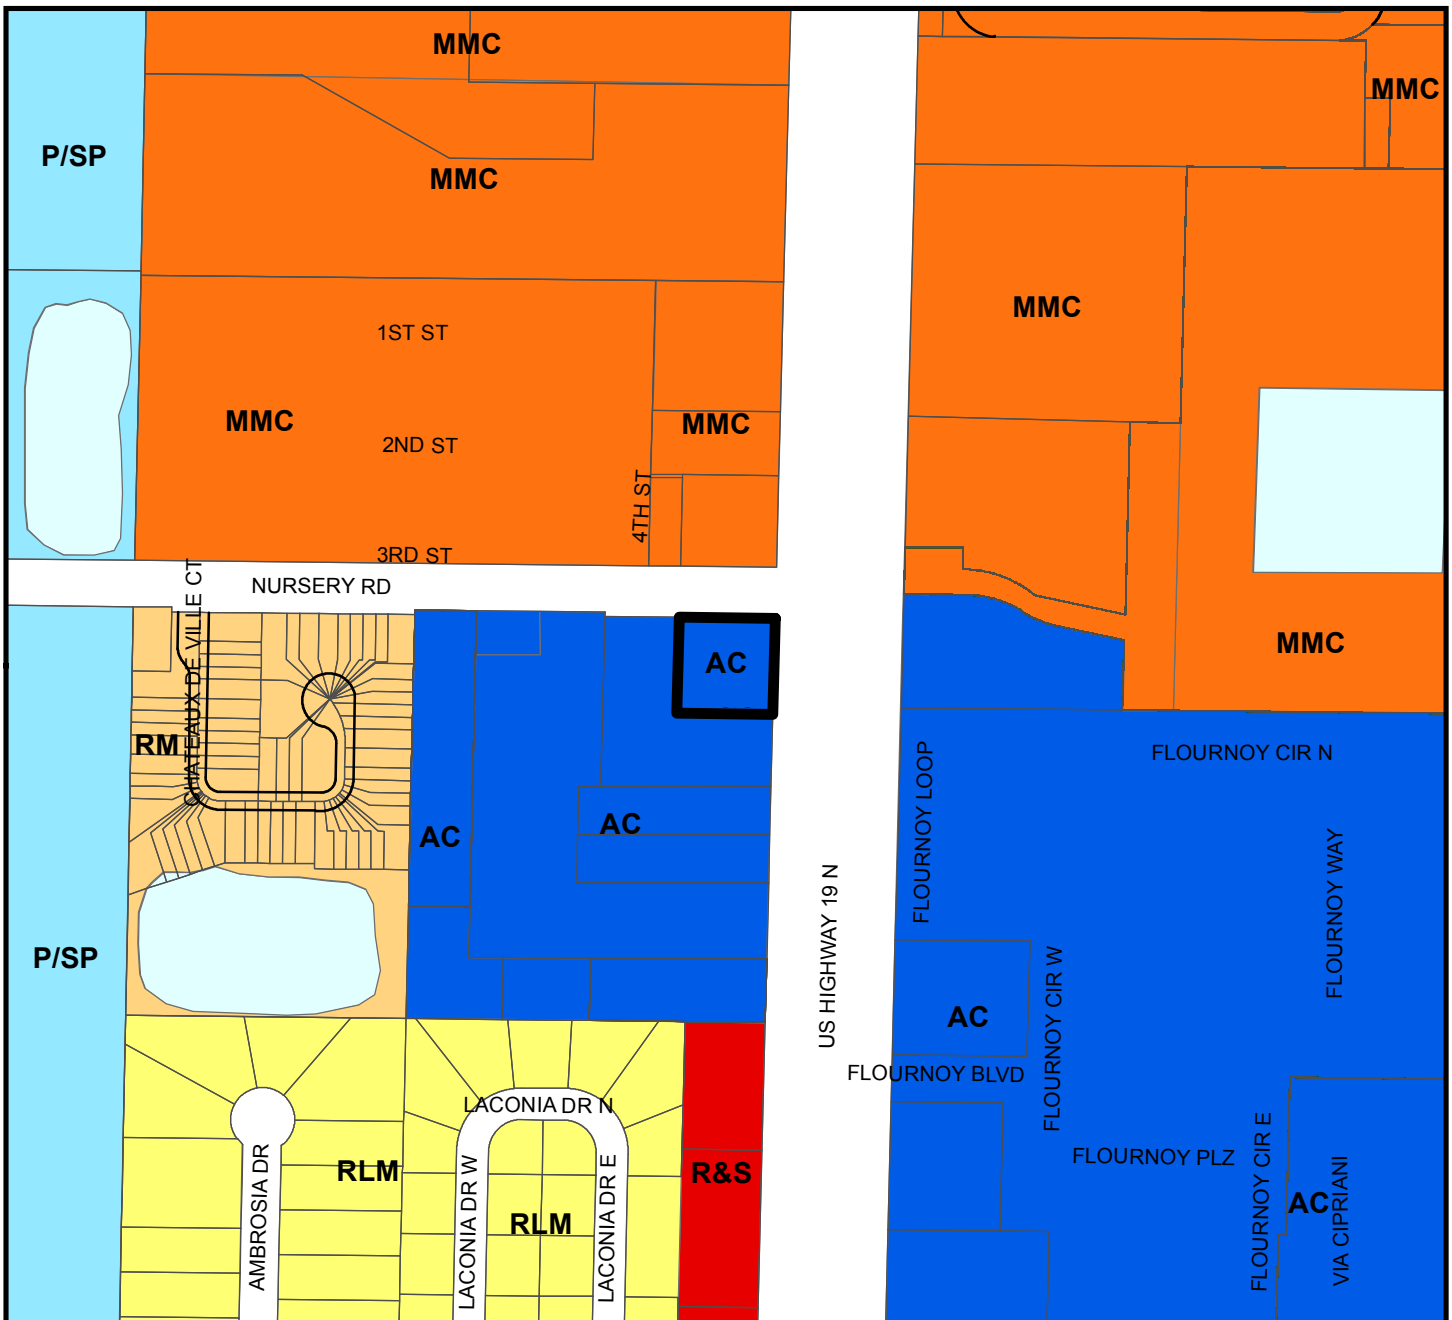 MMC
MMC
P/SP
MMC
MMC
1ST ST
MMC
MMC
2ND ST
4TH ST
3RD ST
NURSERY RD
CHATEAUX DE VILLE CT
MMC
AC
RM
FLOURNOY CIR N
FLOURNOY LOOP
AC
AC
FLOURNOY WAY
US HIGHWAY 19 N
P/SP
FLOURNOY CIR W
AC
FLOURNOY BLVD
LACONIA DR N
FLOURNOY PLZ
RLM
R&S
AMBROSIA DR
LACONIA DR W
RLM
LACONIA DR E
FLOURNOY CIR E
AC
VIA CIPRIANI